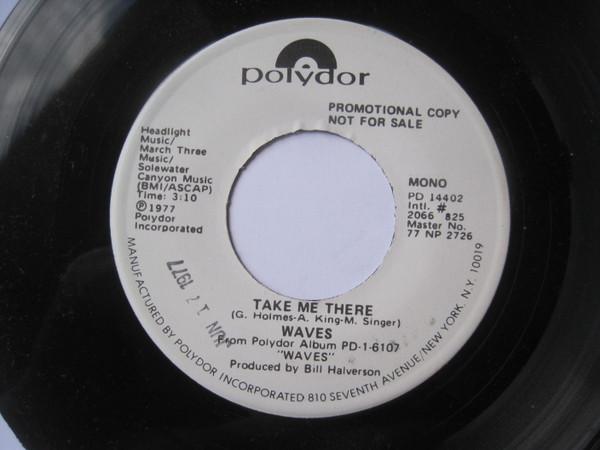 polydor
PROMOTIONAL COPY
NOT FOR SALE
Headlight
Music/
March Three
Music/
Solewater
Canyon Music
(BMI/ASCAP)
Time: 3:10
℗1977
Polydor
Incorporated
MONO
PD 14402
Intl. #
2066 825
Master No.
77 NP 2726
JUN 17 1977
TAKE ME THERE
(G. Holmes-A. King-M. Singer)
WAVES
From Polydor Album PD-1-6107
"WAVES"
Produced by Bill Halverson
MANUFACTURED BY POLYDOR INCORPORATED 810 SEVENTH AVENUE/NEW YORK, N.Y. 10019